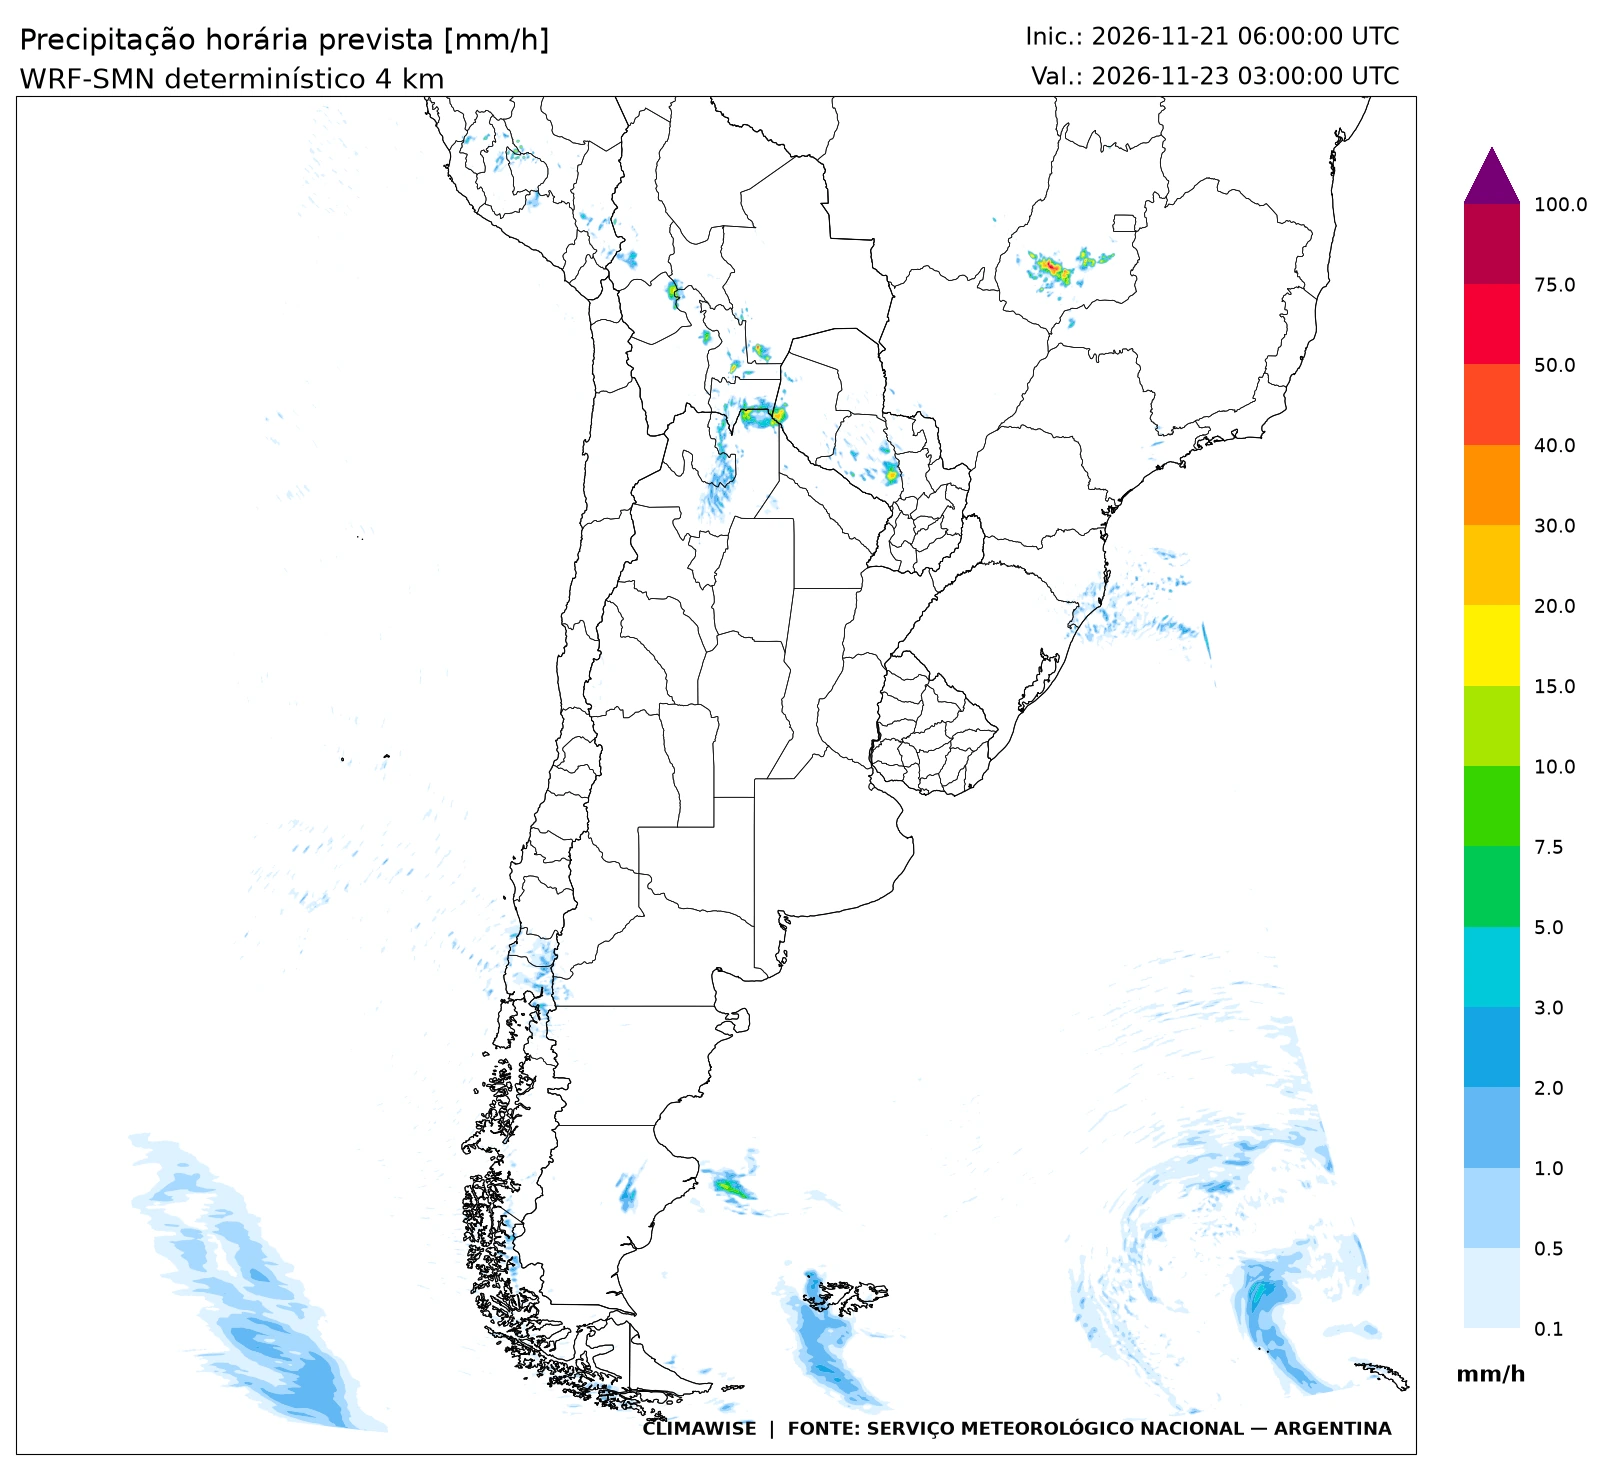 Precipitação horária prevista [mm/h]
WRF-SMN determinístico 4 km
Inic.: 2026-11-21 06:00:00 UTC
Val.: 2026-11-23 03:00:00 UTC
100.0
75.0
50.0
40.0
30.0
20.0
15.0
10.0
7.5
5.0
3.0
2.0
1.0
0.5
0.1
mm/h
CLIMAWISE | FONTE: SERVIÇO METEOROLÓGICO NACIONAL — ARGENTINA